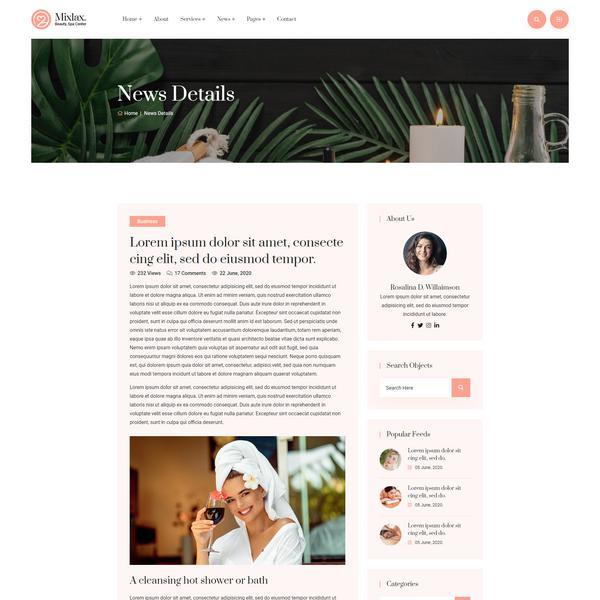 Mixlax.
Beauty, Spa Center
Home +
About
Services +
News +
Pages +
Contact
News Details
Home | News Details
Business
Lorem ipsum dolor sit amet, consecte
cing elit, sed do eiusmod tempor.
232 Views 17 Comments 22 June, 2020
Lorem ipsum dolor sit amet, consectetur adipisicing elit, sed do eiusmod tempor incididunt ut
labore et dolore magna aliqua. Ut enim ad minim veniam, quis nostrud exercitation ullamco
laboris nisi ut aliquip ex ea commodo consequat. Duis aute irure dolor in reprehenderit in
voluptate velit esse cillum dolore eu fugiat nulla pariatur. Excepteur sint occaecat cupidatat non
proident, sunt in culpa qui officia deserunt mollit anim id est laborum. Sed ut perspiciatis unde
omnis iste natus error sit voluptatem accusantium doloremque laudantium, totam rem aperiam,
eaque ipsa quae ab illo inventore veritatis et quasi architecto beatae vitae dicta sunt explicabo.
Nemo enim ipsam voluptatem quia voluptas sit aspernatur aut odit aut fugit, sed quia
consequuntur magni dolores eos qui ratione voluptatem sequi nesciunt. Neque porro quisquam
est, qui dolorem ipsum quia dolor sit amet, consectetur, adipisci velit, sed quia non numquam
eius modi tempora incidunt ut labore et dolore magnam aliquam quaerat voluptatem.
Lorem ipsum dolor sit amet, consectetur adipisicing elit, sed do eiusmod tempor incididunt ut
labore et dolore magna aliqua. Ut enim ad minim veniam, quis nostrud exercitation ullamco
laboris nisi ut aliquip ex ea commodo consequat. Duis aute irure dolor in reprehenderit in
voluptate velit esse cillum dolore eu fugiat nulla pariatur. Excepteur sint occaecat cupidatat non
proident, sunt in culpa qui officia deserunt.
A cleansing hot shower or bath
Lorem ipsum dolor sit amet, consectetur adipisicing elit, sed do eiusmod tempor incididunt ut
About Us
Rosalina D. Willaimson
Lorem ipsum dolor sit amet, consectetur
adipisicing elit, sed do eiusmod tempor
incididunt ut labore.
Search Objects
Search Here
Popular Feeds
Lorem ipsum dolor sit
cing elit, sed do.
05 June, 2020
Lorem ipsum dolor sit
cing elit, sed do.
05 June, 2020
Lorem ipsum dolor sit
cing elit, sed do.
05 June, 2020
Categories